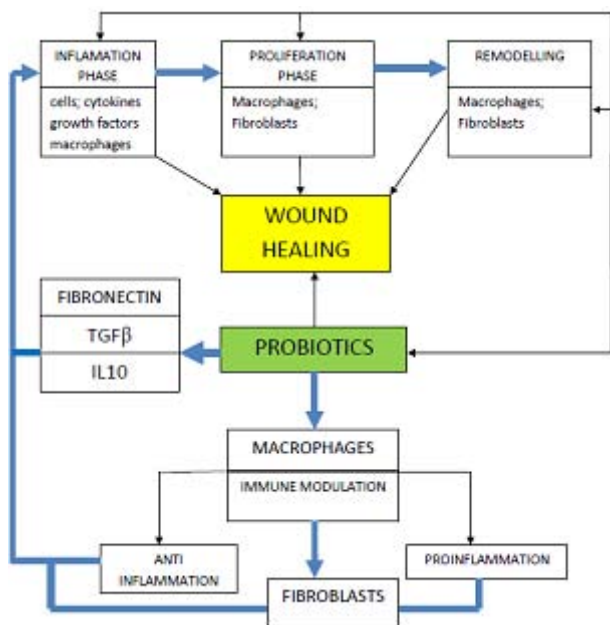 INFLAMATION
PHASE
cells; cytokines
growth factors
macrophages
PROLIFERATION
PHASE
Macrophages;
Fibroblasts
REMODELLING
Macrophages;
Fibroblasts
WOUND
HEALING
FIBRONECTIN
TGFβ
IL10
PROBIOTICS
MACROPHAGES
IMMUNE MODULATION
ANTI
INFLAMMATION
PROINFLAMMATION
FIBROBLASTS